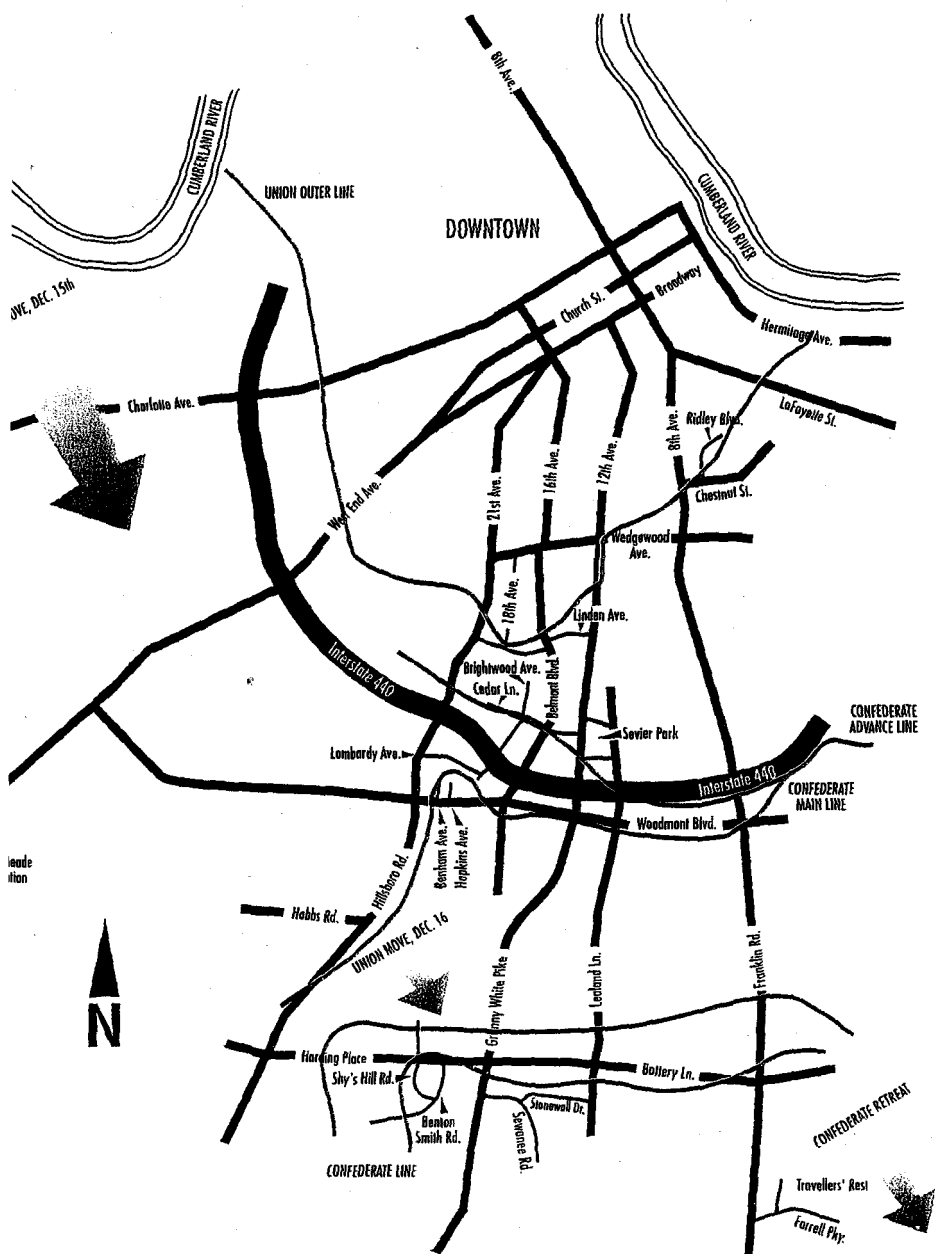 8th Ave.
CUMBERLAND RIVER
UNION OUTER LINE
DOWNTOWN
CUMBERLAND RIVER
OVE, DEC. 15th
Church St.
Broadway
Hermitage Ave.
Charlotte Ave.
LaFayette St.
Ridley Blvd.
8th Ave.
12th Ave.
16th Ave.
21st Ave.
West End Ave.
Chestnut St.
Wedgewood
Ave.
18th Ave.
Linden Ave.
Interstate 440
Brightwood Ave.
Cedar Ln.
Belmont Blvd.
Sevier Park
CONFEDERATE
ADVANCE LINE
Lombardy Ave.
Interstate 440
CONFEDERATE
MAIN LINE
Woodmont Blvd.
eade
tion
Benham Ave.
Hopkins Ave.
Hillsboro Rd.
Hobbs Rd.
UNION MOVE, DEC. 16
Granny White Pike
Lealand Ln.
Franklin Rd.
N
Harding Place
Shy's Hill Rd.
Battery Ln.
Benton
Smith Rd.
Stonewall Dr.
Sewanee Rd.
CONFEDERATE LINE
CONFEDERATE RETREAT
Travellers' Rest
Farrell Pky.